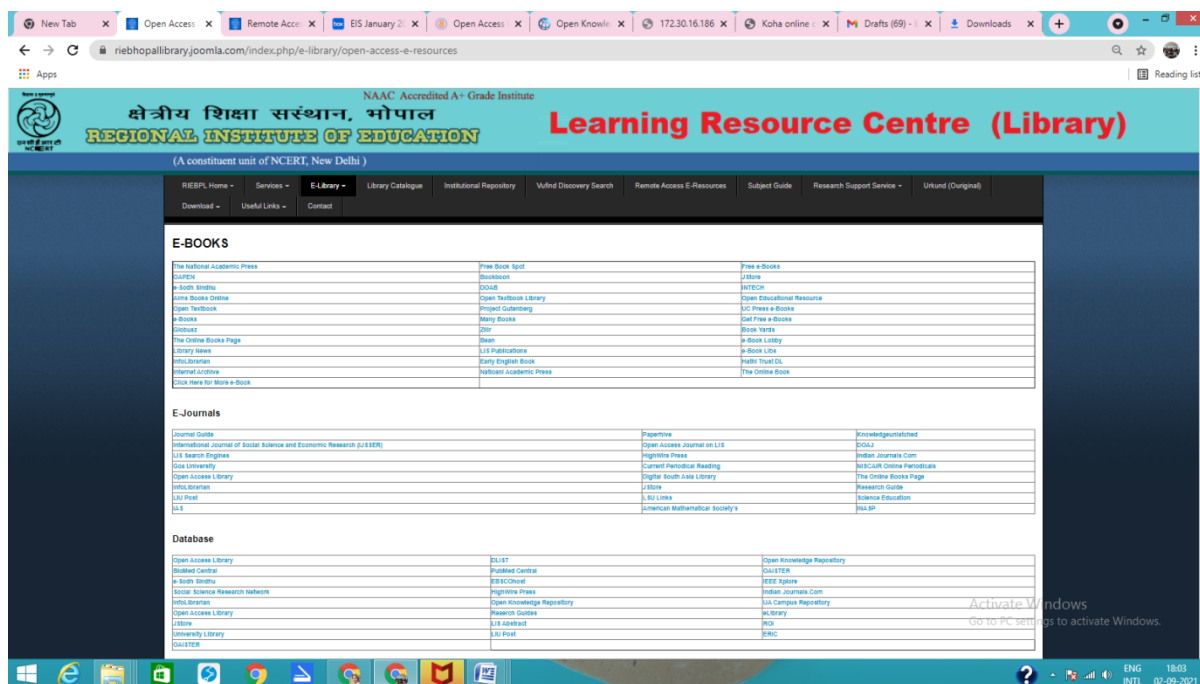 New Tab
Open Access
Remote Acce
EIS January 2
Open Access
Open Knowle
172.30.16.186
Koha online c
Drafts (69) -
Downloads
riebhopallibrary.joomla.com/index.php/e-library/open-access-e-resources
Apps
Reading list
NAAC Accredited A+ Grade Institute
क्षेत्रीय शिक्षा संस्थान, भोपाल
REGIONAL INSTITUTE OF EDUCATION
Learning Resource Centre (Library)
NCERT
(A constituent unit of NCERT, New Delhi )
RIEBPL Home Services E-Library Library Catalogue Institutional Repository Vufind Discovery Search Remote Access E-Resources Subject Guide Research Support Service Urkund (Ouriginal)
Download Useful Links Contact
E-BOOKS
The National Academic Press Free Book Spot Free e-Books
OAPEN Bookboon JStore
e-Sodh Sindhu DOAB INTECH
Alms Books Online Open Textbook Library Open Educational Resource
Open Textbook Project Gutenberg UC Press e-Books
e-Books Many Books Get Free e-Books
Globusz Zilir Book Yards
The Online Books Page Bean e-Book Lobby
Library News LIS Publications e-Book Libs
InfoLibrarian Early English Book Hathi Trust DL
Internet Archive Natioanl Academic Press The Online Book
Click Here for More e-Book
E-Journals
Journal Guide Paperhive Knowledgeunlatched
International Journal of Social Science and Economic Research (IJSSER) Open Access Journal on LIS DOAJ
LIS Search Engines HighWire Press Indian Journals.Com
Gos University Current Periodical Reading NISCAIR Online Periodicals
Open Access Library Digital South Asia Library The Online Books Page
InfoLibrarian JStore Research Guide
LIU Post LSU Links Science Education
IAS American Mathematical Society's INASP
Database
Open Access Library DLIST Open Knowledge Repository
BioMed Central PubMed Central OAISTER
e-Sodh Sindhu EBSCOhost IEEE Xplore
Social Science Research Network HighWire Press Indian Journals.Com
InfoLibrarian Open Knowledge Repository UA Campus Repository
Open Access Library Reserch Guides eLibrary
JStore LIS Abstract ROI
University Library LIU Post ERIC
OAISTER
Activate Windows
Go to PC settings to activate Windows.
ENG 18:03
INTL 02-09-2021